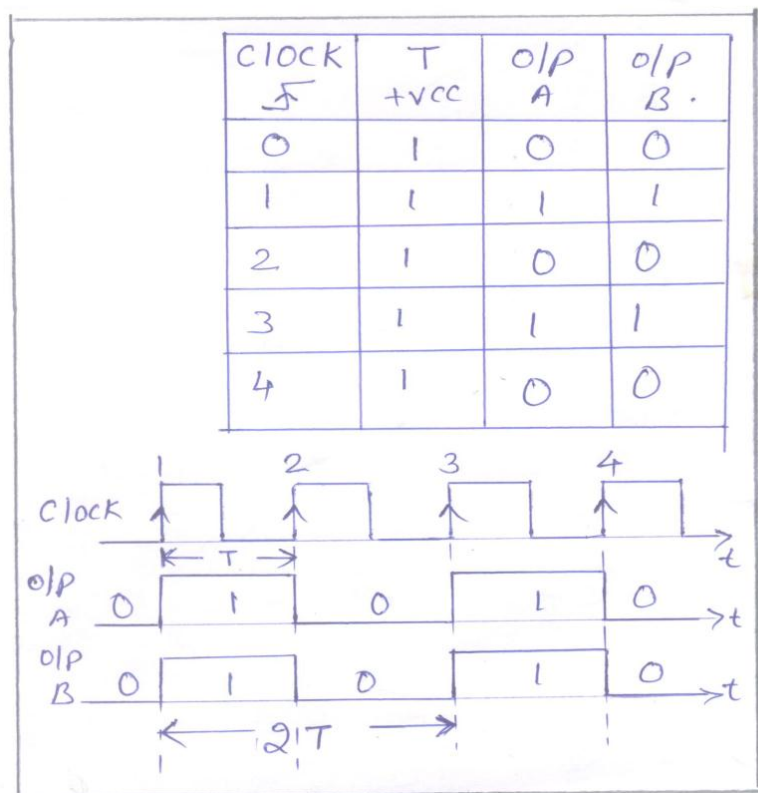 Clock T O/P O/P
+VCC A B.
0 1 0 0
1 1 1 1
2 1 0 0
3 1 1 1
4 1 0 0
1 2 3 4
Clock
T
t
O/P
A 0 1 0 1 0 t
O/P
B 0 1 0 1 0 t
2T